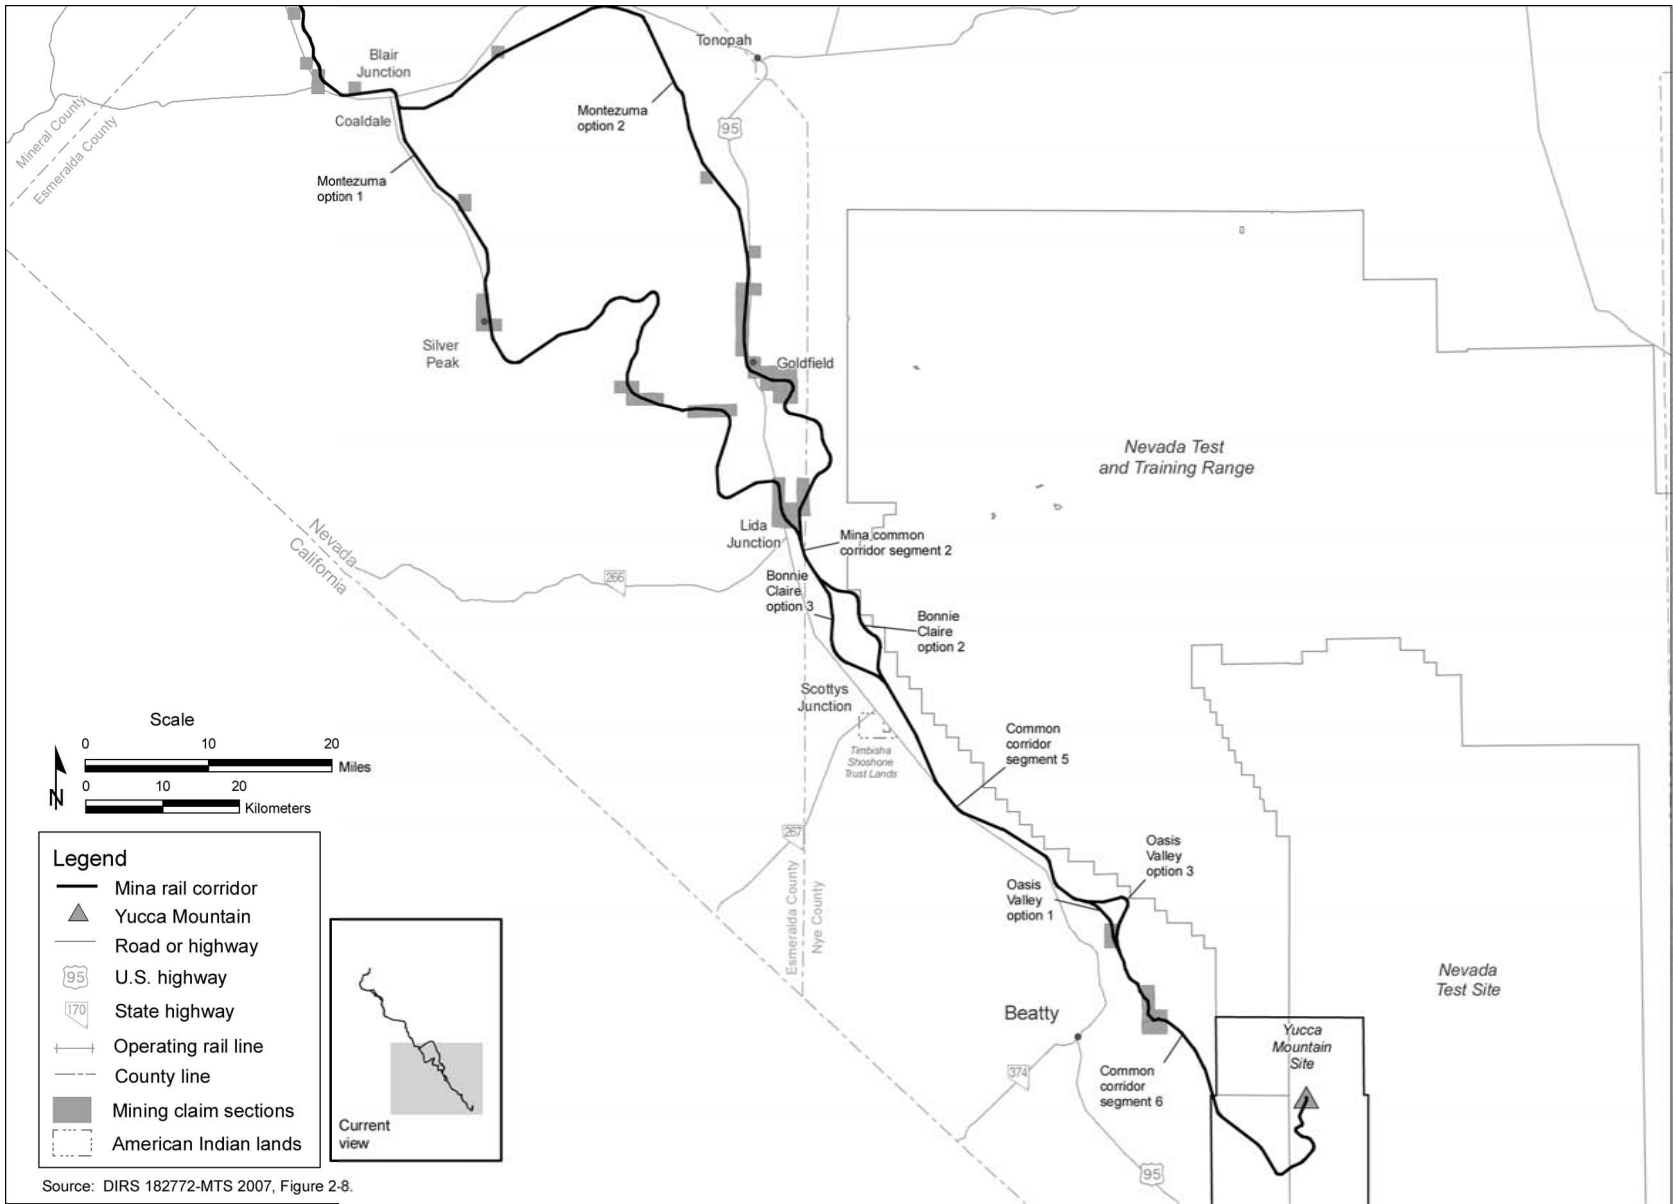 Tonopah
Blair
Junction
Coaldale
Mineral County
Esmeralda County
Montezuma
option 2
95
Montezuma
option 1
Silver
Peak
Goldfield
Nevada Test
and Training Range
Lida
Junction
Mina common
corridor segment 2
Nevada
California
266
Bonnie
Claire
option 3
Bonnie
Claire
option 2
Scottys
Junction
Timbisha
Shoshone
Trust Lands
Common
corridor
segment 5
Scale
0 10 20
Miles
0 10 20
Kilometers
N
267
Esmeralda County
Nye County
Oasis
Valley
option 3
Oasis
Valley
option 1
Nevada
Test Site
Beatty
Yucca
Mountain
Site
374
Common
corridor
segment 6
95
Legend
Mina rail corridor
Yucca Mountain
Road or highway
95 U.S. highway
170 State highway
Operating rail line
County line
Mining claim sections
American Indian lands
Current
view
Source: DIRS 182772-MTS 2007, Figure 2-8.